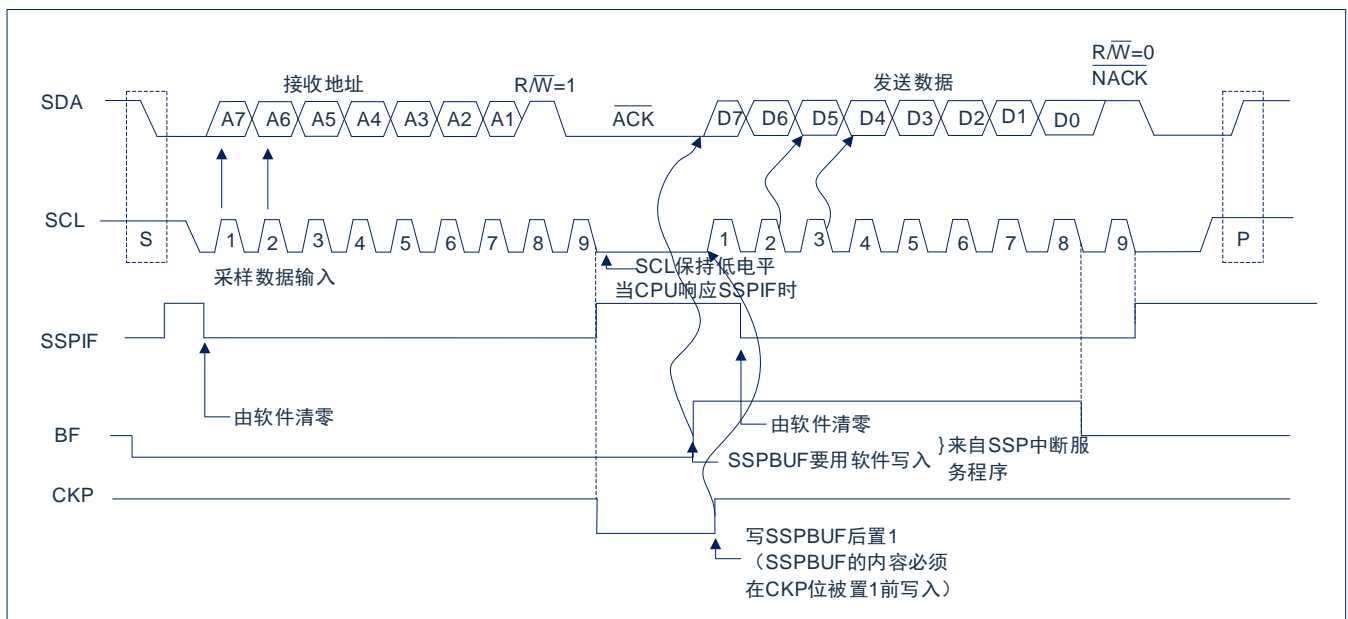 R/W̅=0
接收地址 R/W̅=1 发送数据 N̅A̅C̅K̅
SDA A7 A6 A5 A4 A3 A2 A1 A̅C̅K̅ D7 D6 D5 D4 D3 D2 D1 D0
SCL S 1 2 3 4 5 6 7 8 9 1 2 3 4 5 6 7 8 9 P
采样数据输入
SCL保持低电平
当CPU响应SSPIF时
SSPIF
由软件清零
由软件清零
BF
SSPBUF要用软件写入
}来自SSP中断服
务程序
CKP
写SSPBUF后置1
(SSPBUF的内容必须
在CKP位被置1前写入)